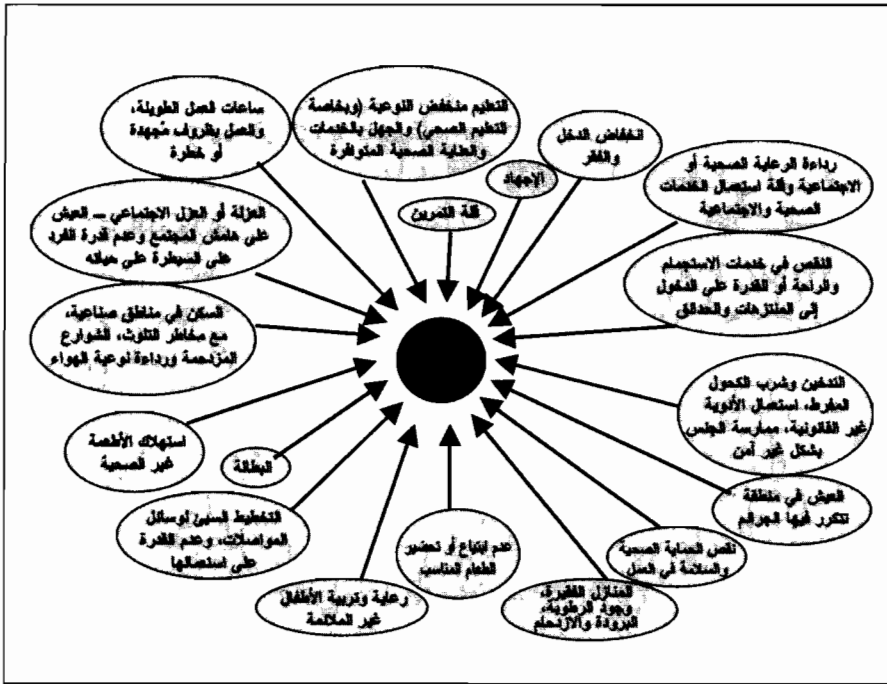 ساعات العمل الطويلة،
والعمل بظروف مُجهدة
أو خطرة
التعليم منخفض النوعية (وبخاصة
التعليم الصحي) والجهل بالخدمات
والعناية الصحية المتوافرة
انخفاض الدخل
والفقر
الإجهاد
قلة التمرين
رداءة الرعاية الصحية أو
الاجتماعية وقلة استعمال الخدمات
الصحية والاجتماعية
العزلة أو العزل الاجتماعي – العيش
على هامش المجتمع وعدم قدرة الفرد
على السيطرة على حياته
النقص في خدمات الاستجمام
والراحة أو القدرة على الدخول
إلى المنتزهات والحدائق
السكن في مناطق صناعية،
مع مخاطر التلوث، الشوارع
المزدحمة ورداءة نوعية الهواء
التدخين وشرب الكحول
المفرط، استعمال الأدوية
غير القانونية، ممارسة الجنس
بشكل غير آمن
استهلاك الأطعمة
غير الصحية
البطالة
العيش في منطقة
تتكرر فيها الجرائم
التخطيط السيئ لوسائل
المواصلات، وعدم القدرة
على استعمالها
عدم ابتياع أو تحضير
الطعام المناسب
نقص الحماية الصحية
والسلامة في العمل
رعاية وتربية الأطفال
غير الملائمة
المنازل الفقيرة،
وجود الرطوبة،
البرودة والازدحام